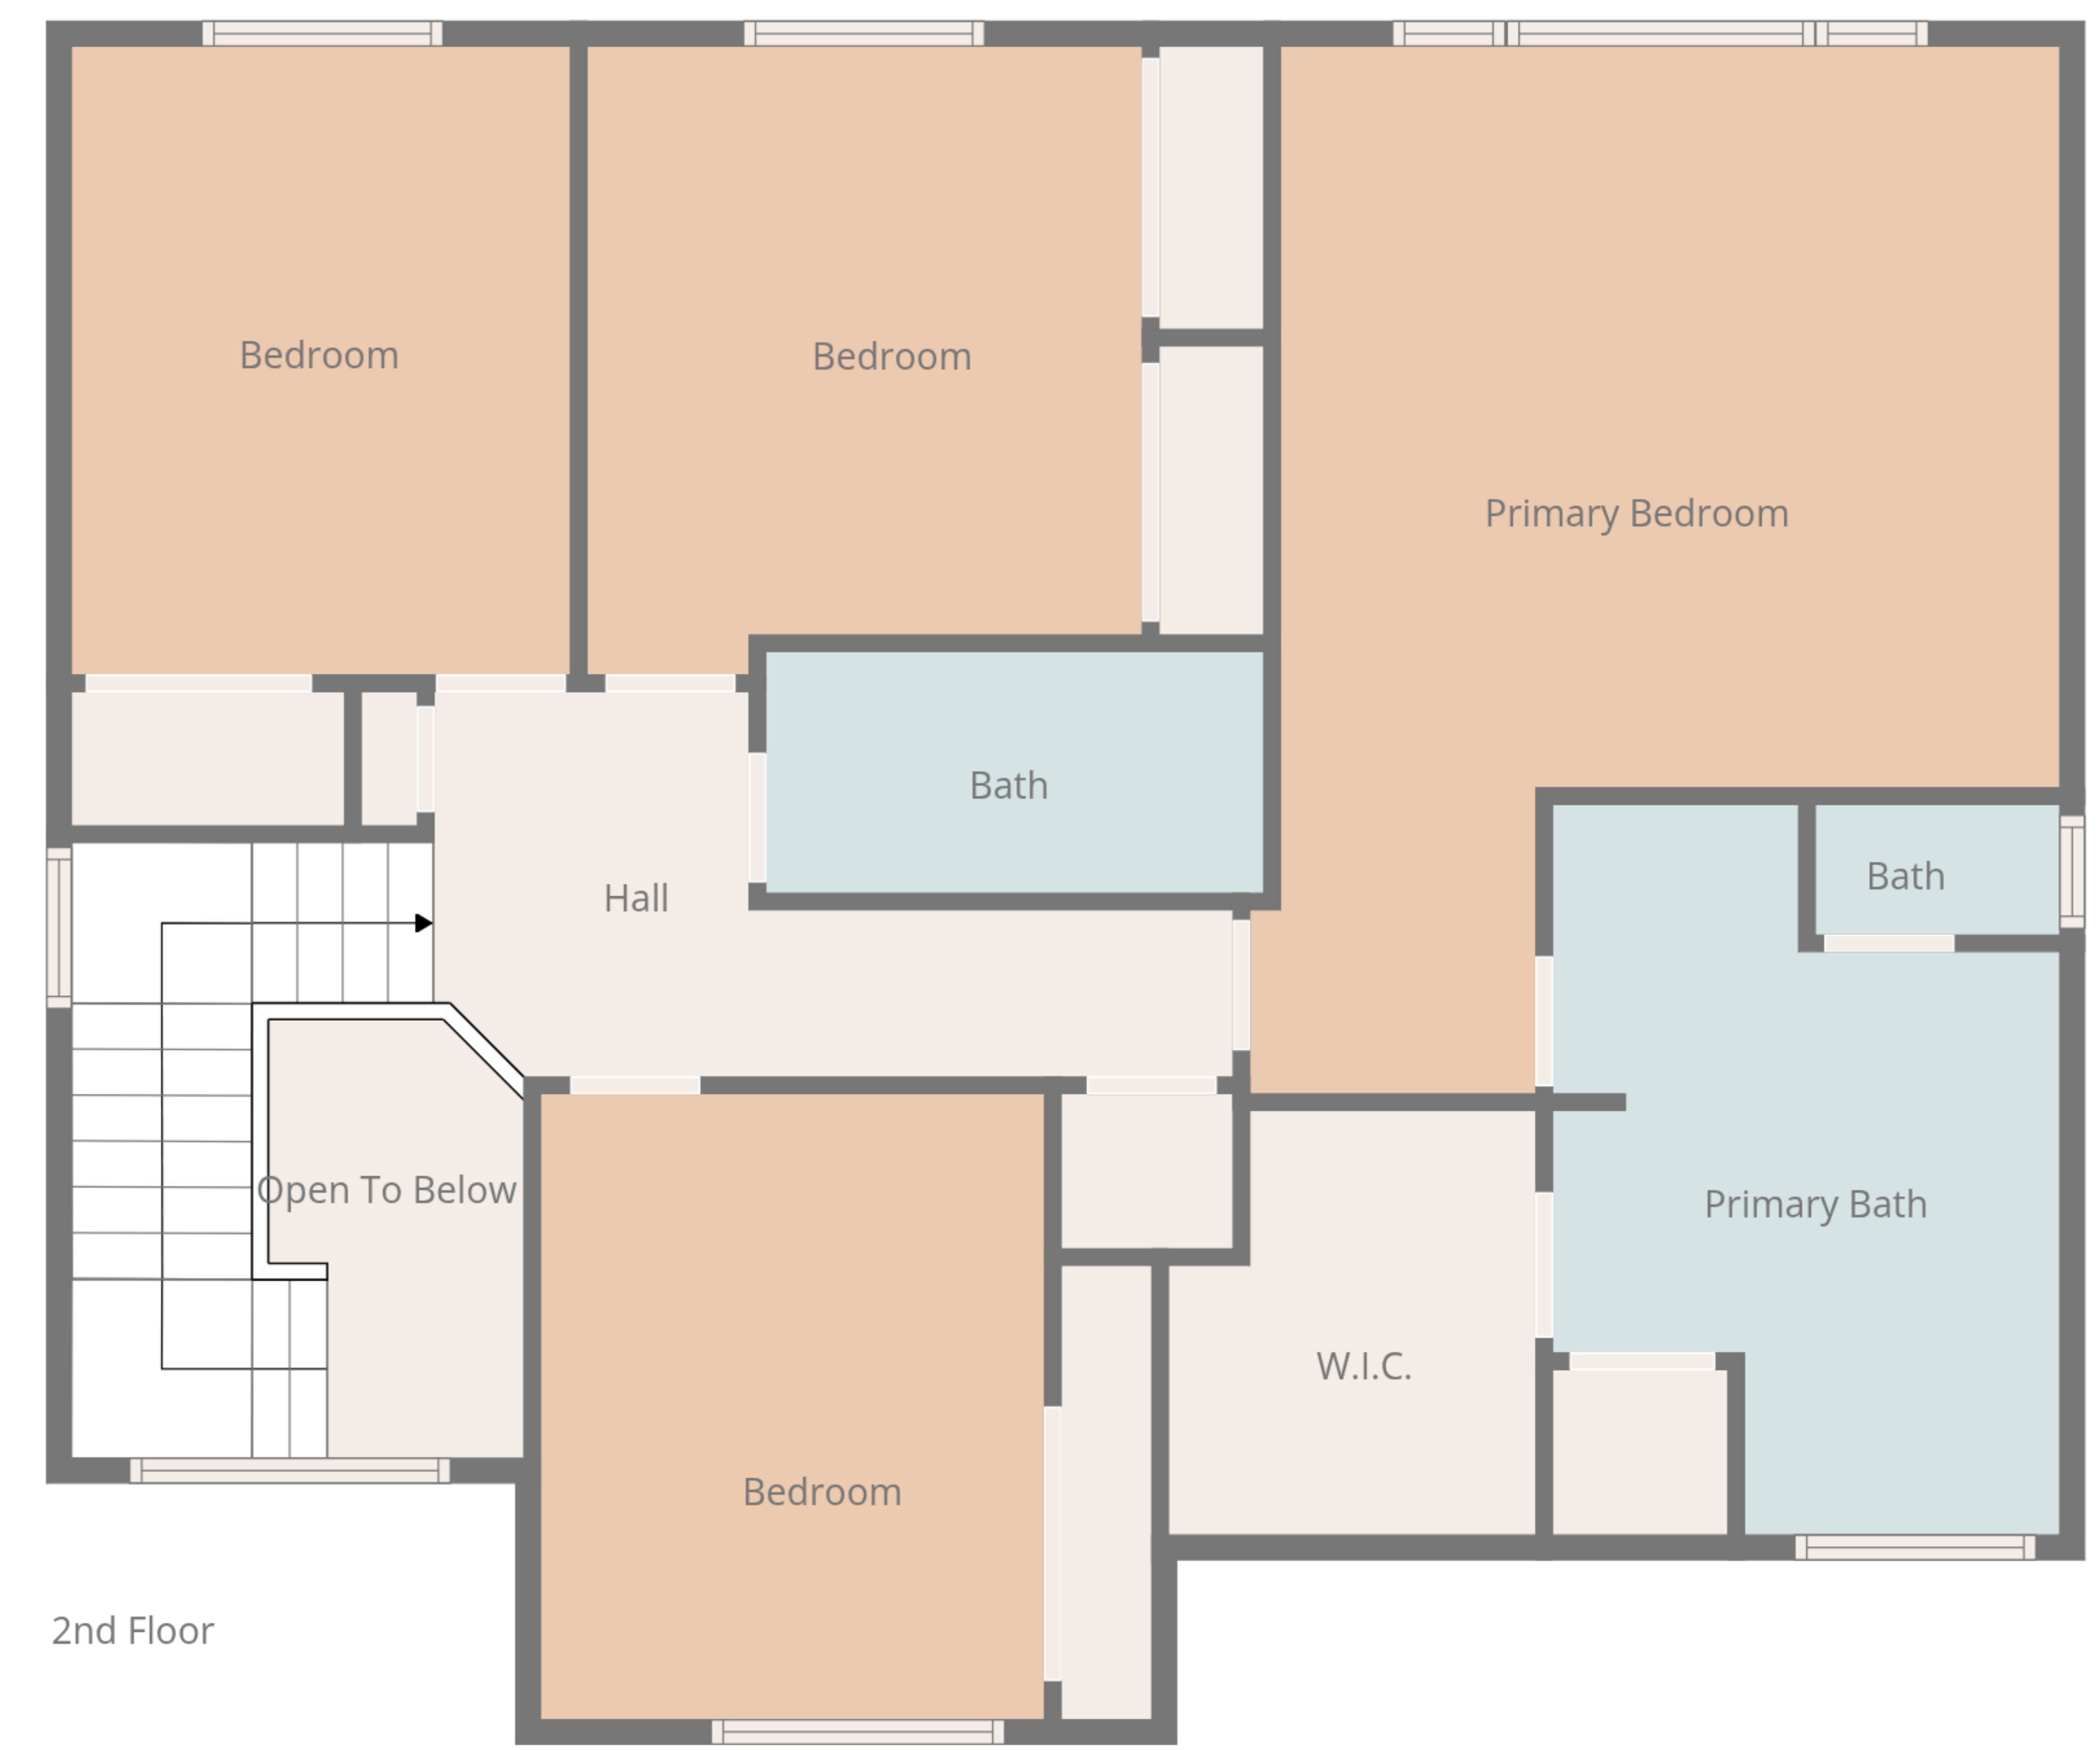 Bedroom
Bedroom
Primary Bedroom
Bath
Bath
Hall
Open To Below
Primary Bath
W.I.C.
Bedroom
2nd Floor